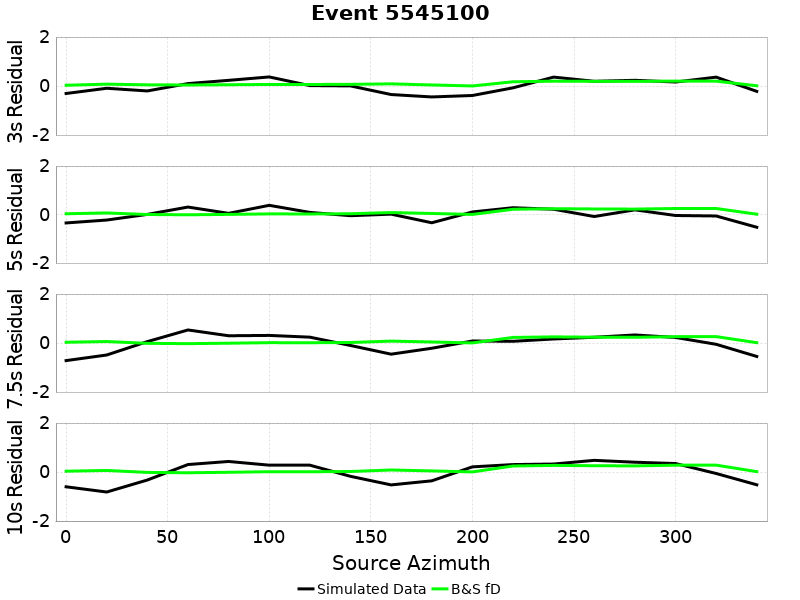 Event 5545100
3s Residual
2
0
-2
5s Residual
2
0
-2
7.5s Residual
2
0
-2
10s Residual
2
0
-2
0 50 100 150 200 250 300
Source Azimuth
Simulated Data B&S fD